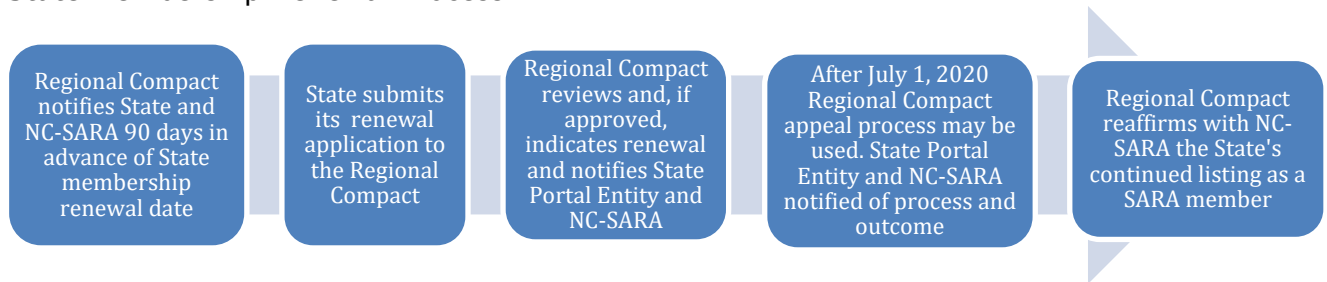 Regional Compact
notifies State and
NC-SARA 90 days in
advance of State
membership
renewal date
State submits
its renewal
application to
the Regional
Compact
Regional Compact
reviews and, if
approved,
indicates renewal
and notifies State
Portal Entity and
NC-SARA
After July 1, 2020
Regional Compact
appeal process may be
used. State Portal
Entity and NC-SARA
notified of process and
outcome
Regional Compact
reaffirms with NC-
SARA the State's
continued listing as a
SARA member